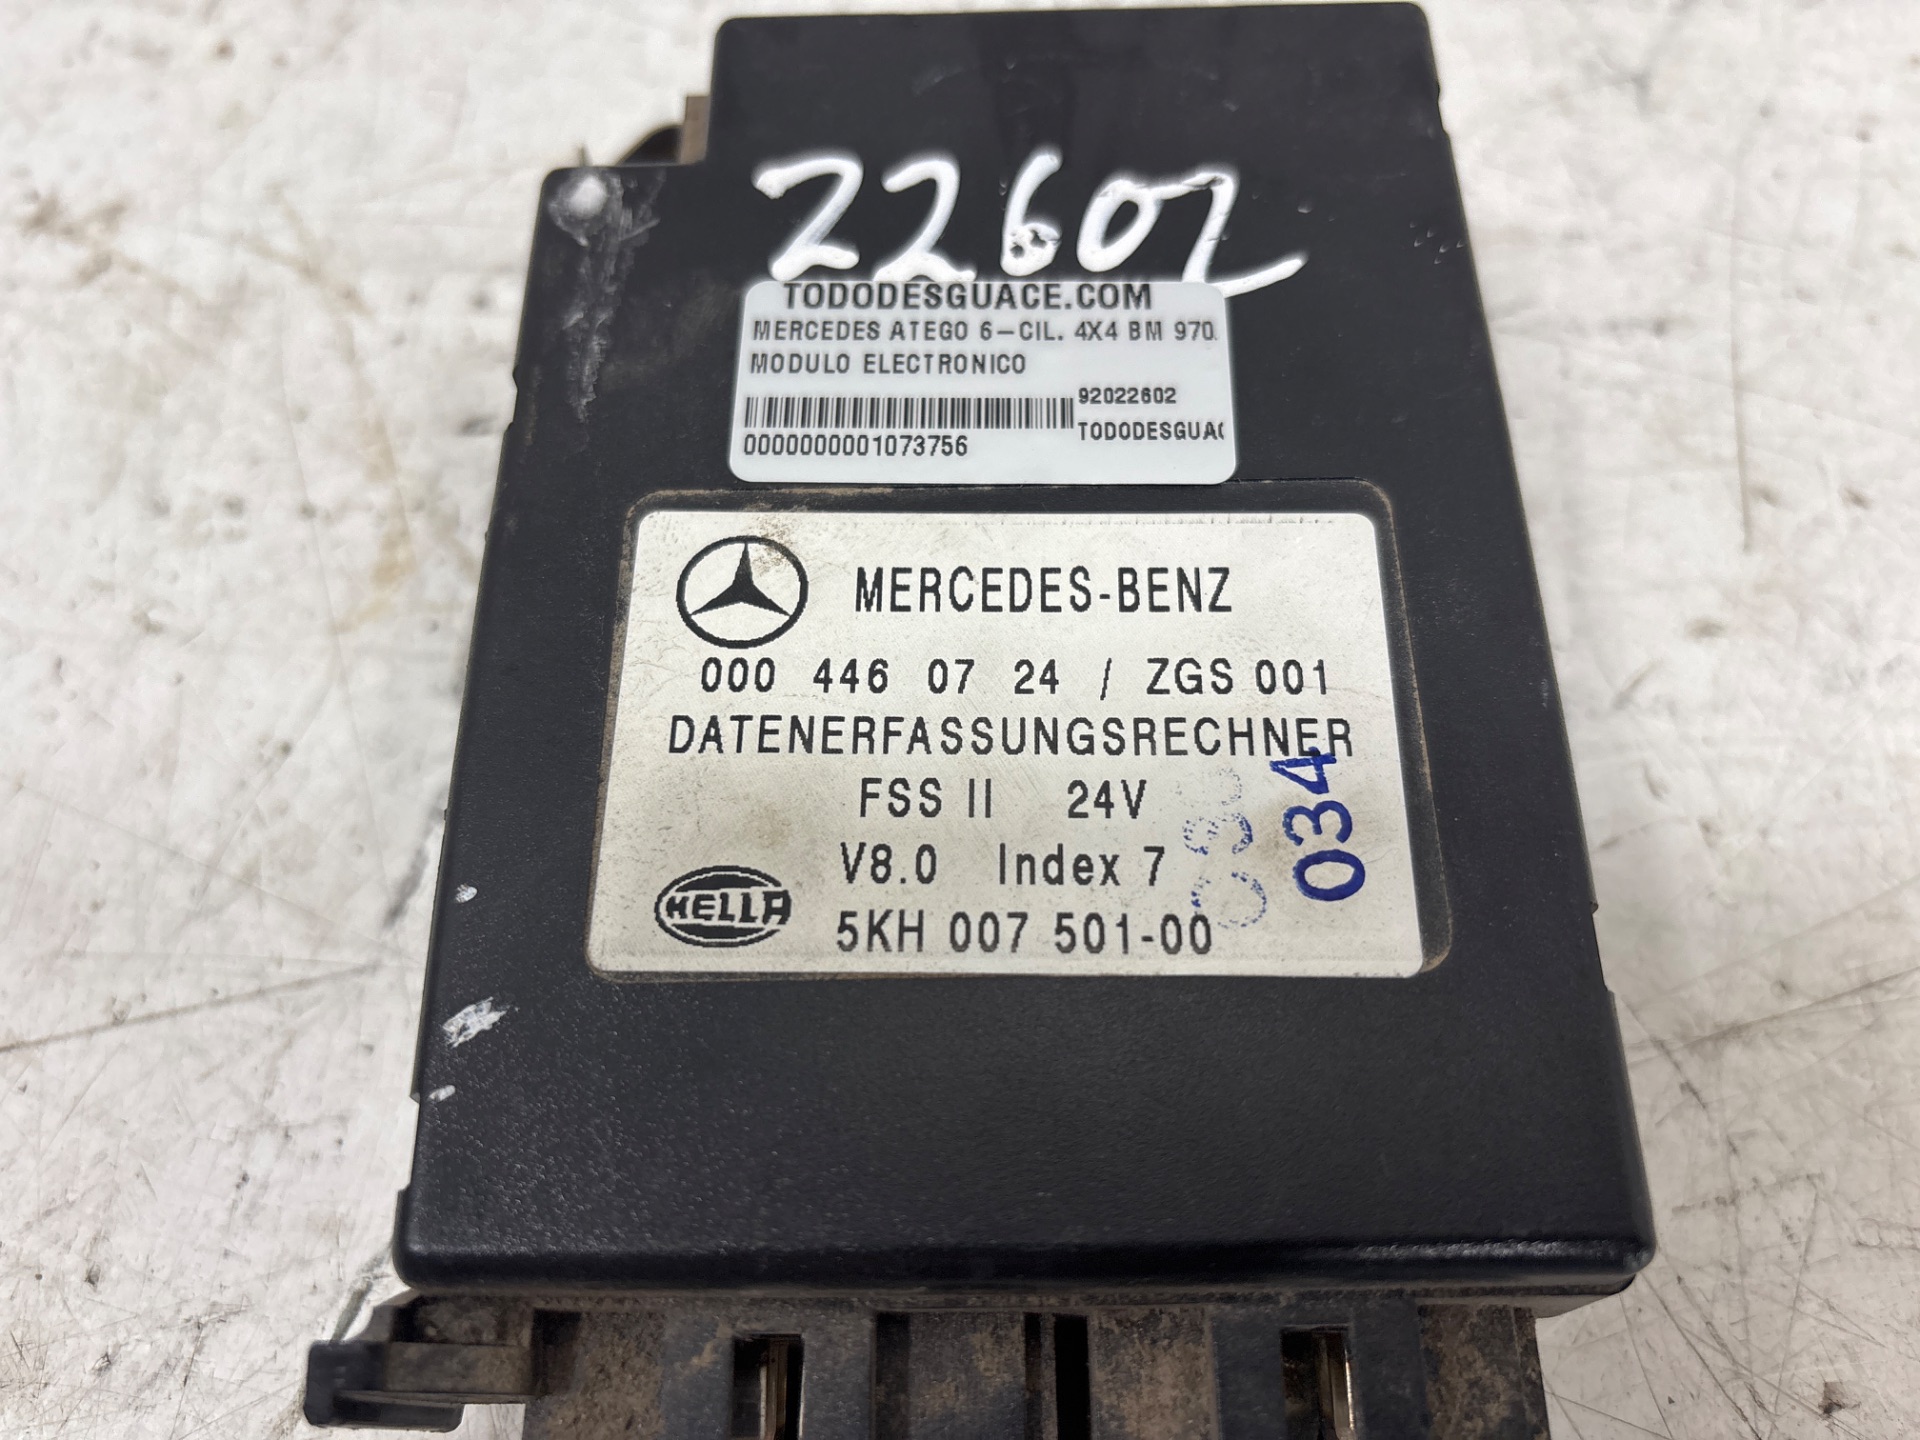 22602
TODODESGUACE.COM
MERCEDES ATEGO 6-CIL. 4X4 BM 970.
MODULO ELECTRONICO
92022602
0000000001073756
TODODESGUAC
MERCEDES-BENZ
000 446 07 24 / ZGS 001
DATENERFASSUNGSRECHNER
FSS II 24V
V8.0 Index 7
HELLA
5KH 007 501-00
034